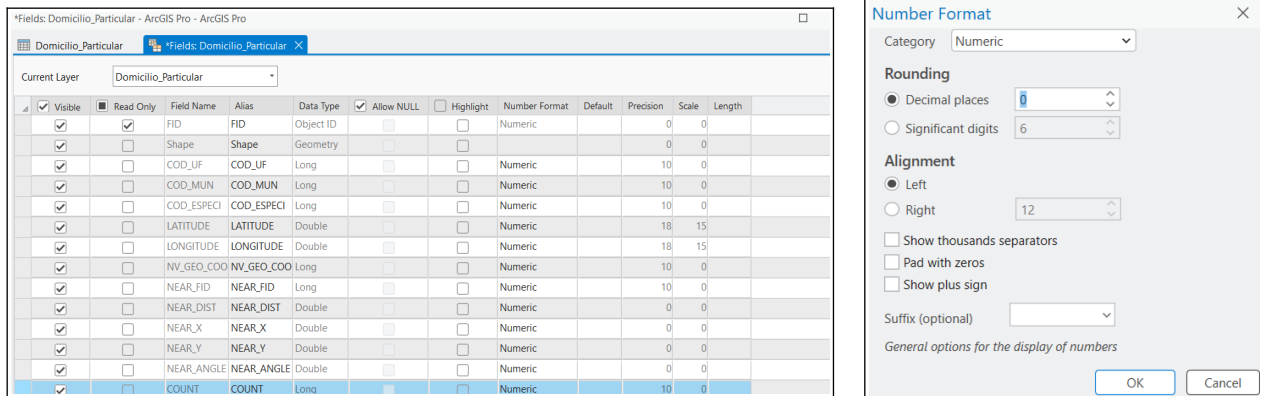 *Fields: Domicilio_Particular - ArcGIS Pro - ArcGIS Pro
Domicilio_Particular *Fields: Domicilio_Particular
Current Layer Domicilio_Particular
Visible Read Only Field Name Alias Data Type Allow NULL Highlight Number Format Default Precision Scale Length
FID FID Object ID Numeric 0 0
Shape Shape Geometry 0 0
COD_UF COD_UF Long Numeric 10 0
COD_MUN COD_MUN Long Numeric 10 0
COD_ESPECI COD_ESPECI Long Numeric 10 0
LATITUDE LATITUDE Double Numeric 18 15
LONGITUDE LONGITUDE Double Numeric 18 15
NV_GEO_COO NV_GEO_COO Long Numeric 10 0
NEAR_FID NEAR_FID Long Numeric 10 0
NEAR_DIST NEAR_DIST Double Numeric 0 0
NEAR_X NEAR_X Double Numeric 0 0
NEAR_Y NEAR_Y Double Numeric 0 0
NEAR_ANGLE NEAR_ANGLE Double Numeric 0 0
COUNT COUNT Long Numeric 10 0
Number Format
Category Numeric
Rounding
Decimal places 0
Significant digits 6
Alignment
Left
Right 12
Show thousands separators
Pad with zeros
Show plus sign
Suffix (optional)
General options for the display of numbers
OK Cancel